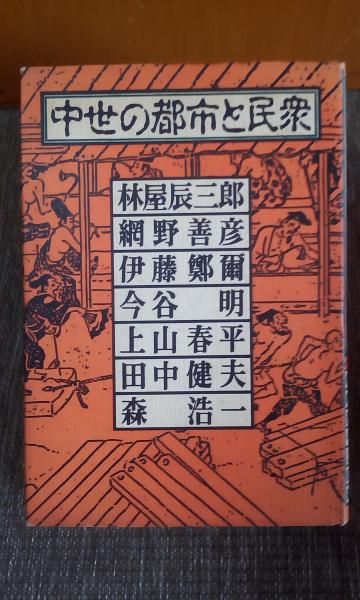 中世の都市と民衆
林屋辰三郎
網野善彦
伊藤鄭爾
今谷 明
上山春平
田中健夫
森 浩一